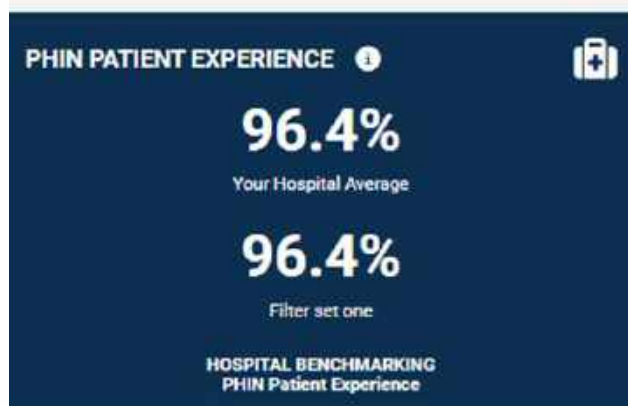 PHIN PATIENT EXPERIENCE i
96.4%
Your Hospital Average
96.4%
Filter set one
HOSPITAL BENCHMARKING
PHIN Patient Experience